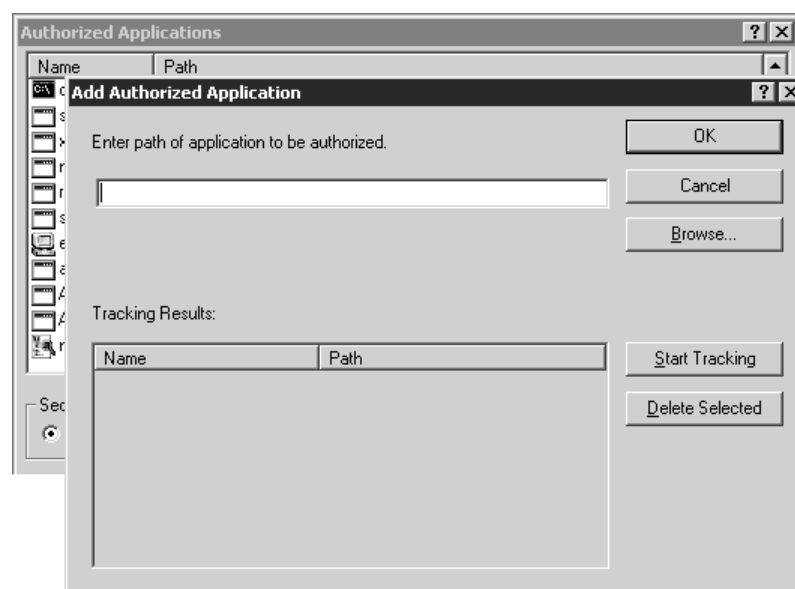 Authorized Applications
Name Path
Add Authorized Application
Enter path of application to be authorized.
OK
Cancel
Browse...
Tracking Results:
Name Path
Start Tracking
Delete Selected